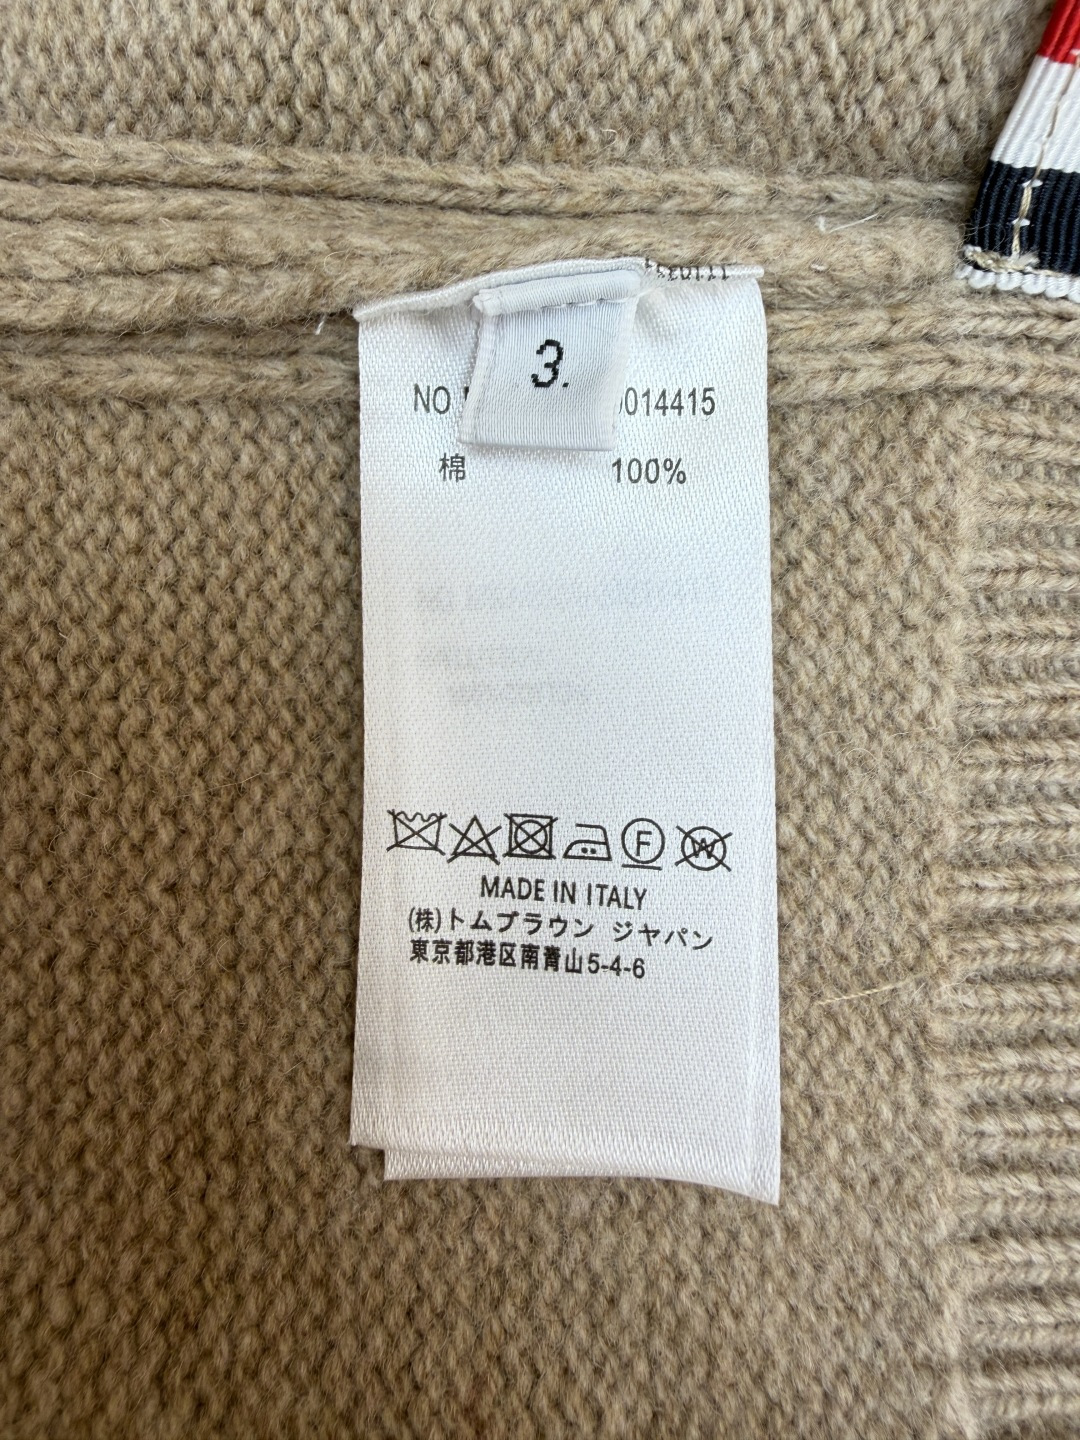 3.
NO 0014415
棉 100%
F W
MADE IN ITALY
(株)トムブラウン ジャパン
東京都港区南青山5-4-6